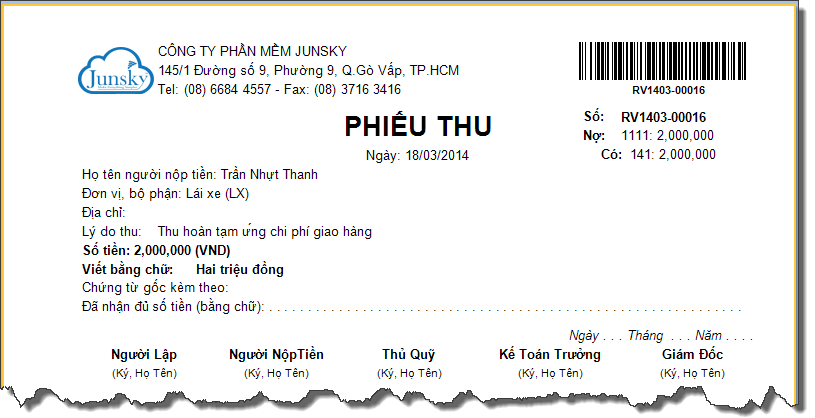 Junsky
CÔNG TY PHẦN MỀM JUNSKY
145/1 Đường số 9, Phường 9, Q.Gò Vấp, TP.HCM
Tel: (08) 6684 4557 - Fax: (08) 3716 3416
RV1403-00016
PHIẾU THU
Ngày: 18/03/2014
Số: RV1403-00016
Nợ: 1111: 2,000,000
Có: 141: 2,000,000
Họ tên người nộp tiền: Trần Nhựt Thanh
Đơn vị, bộ phận: Lái xe (LX)
Địa chỉ:
Lý do thu: Thu hoàn tạm ứng chi phí giao hàng
Số tiền: 2,000,000 (VND)
Viết bằng chữ: Hai triệu đồng
Chứng từ gốc kèm theo:
Đã nhận đủ số tiền (bằng chữ): . . . . . . . . . . . . . . . . . . . . . . . . . . . . . . . . . . . . . . . . . . . . . . . . . . . . . . . . . . . .
Ngày . . . Tháng . . . Năm . . . .
Người Lập Người NộpTiền Thủ Quỹ Kế Toán Trưởng Giám Đốc
(Ký, Họ Tên) (Ký, Họ Tên) (Ký, Họ Tên) (Ký, Họ Tên) (Ký, Họ Tên)